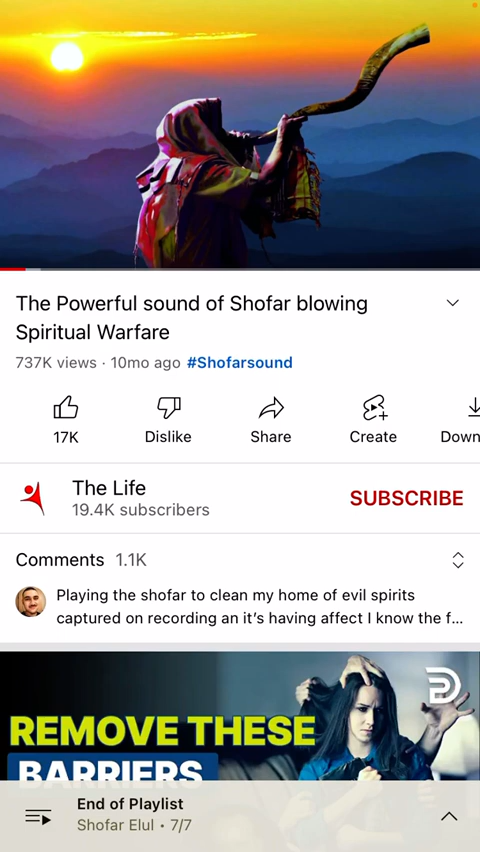 The Powerful sound of Shofar blowing
Spiritual Warfare
737K views · 10mo ago #Shofarsound
17K
Dislike
Share
Create
Down
The Life
19.4K subscribers
SUBSCRIBE
Comments 1.1K
Playing the shofar to clean my home of evil spirits
captured on recording an it’s having affect I know the f...
REMOVE THESE
BARRIERS
End of Playlist
Shofar Elul • 7/7